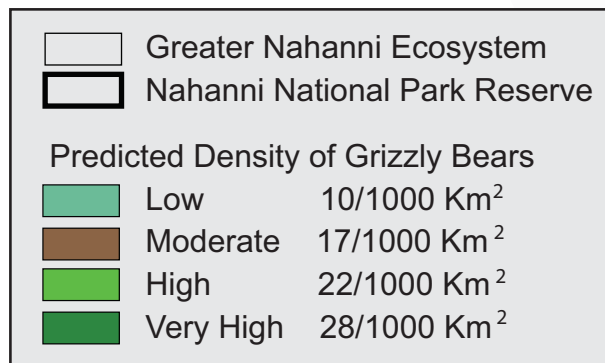 Greater Nahanni Ecosystem
Nahanni National Park Reserve
Predicted Density of Grizzly Bears
Low 10/1000 Km²
Moderate 17/1000 Km²
High 22/1000 Km²
Very High 28/1000 Km²